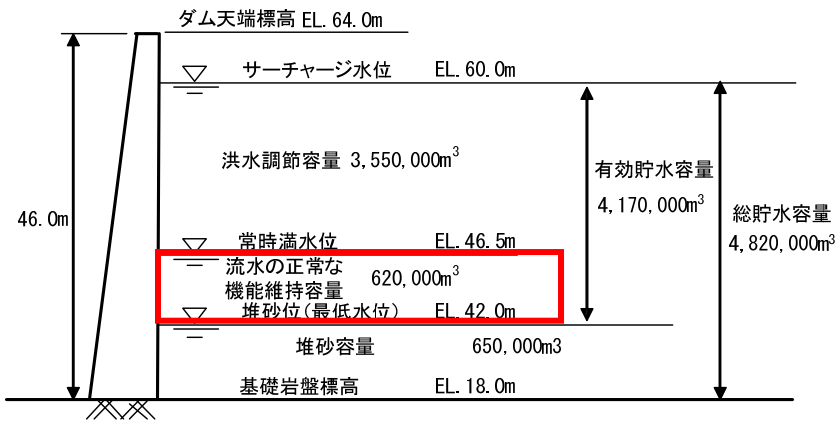 ダム天端標高 EL. 64.0m
サーチャージ水位 EL. 60.0m
洪水調節容量 3,550,000m³
有効貯水容量
4,170,000m³
総貯水容量
4,820,000m³
46.0m
常時満水位 EL. 46.5m
流水の正常な
機能維持容量 620,000m³
堆砂位(最低水位) EL. 42.0m
堆砂容量 650,000m3
基礎岩盤標高 EL. 18.0m